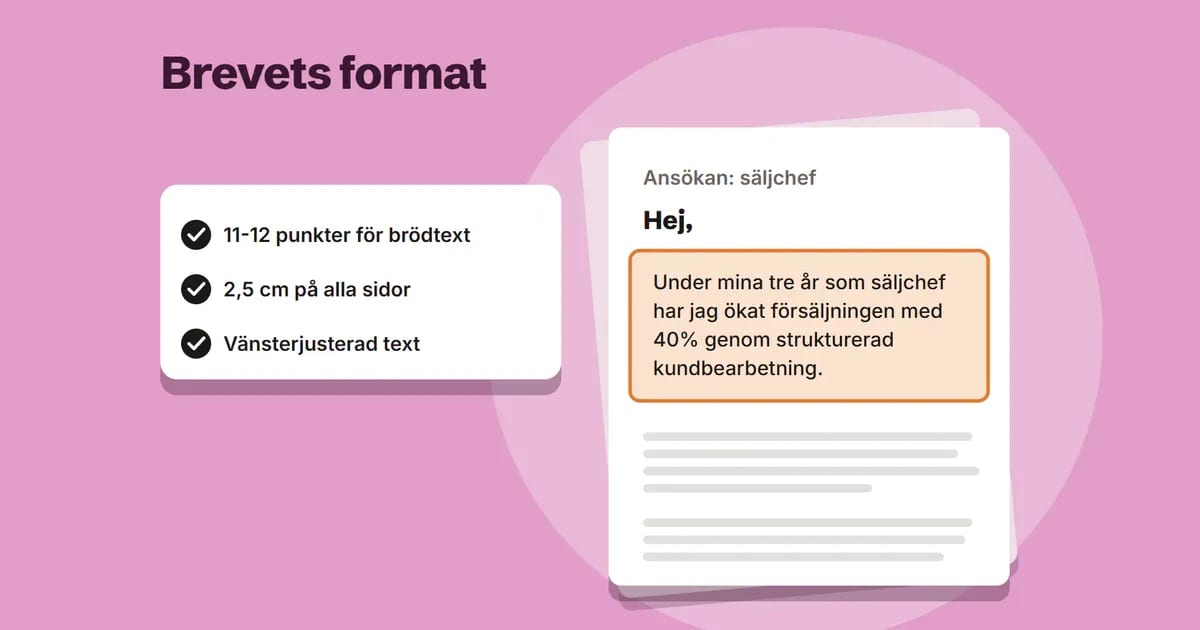 Brevets format
11-12 punkter för brödtext
2,5 cm på alla sidor
Vänsterjusterad text
Ansökan: säljchef
Hej,
Under mina tre år som säljchef
har jag ökat försäljningen med
40% genom strukturerad
kundbearbetning.